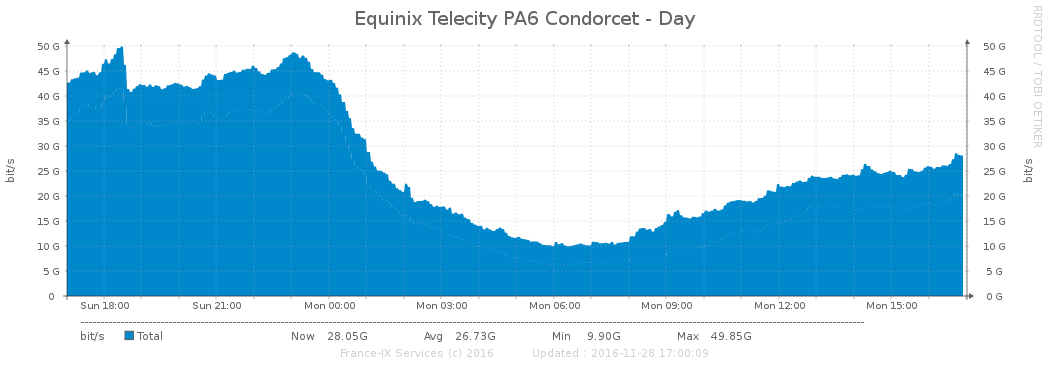 Equinix Telecity PA6 Condorcet - Day
RRDTOOL / TOBI OETIKER
bit/s
50 G 50 G
45 G 45 G
40 G 40 G
35 G 35 G
30 G 30 G
25 G 25 G
20 G 20 G
15 G 15 G
10 G 10 G
5 G 5 G
0 0 G
bit/s
Sun 18:00 Sun 21:00 Mon 00:00 Mon 03:00 Mon 06:00 Mon 09:00 Mon 12:00 Mon 15:00
bit/s Total Now 28.05G Avg 26.73G Min 9.90G Max 49.85G
France-IX Services (c) 2016 Updated : 2016-11-28 17:00:09